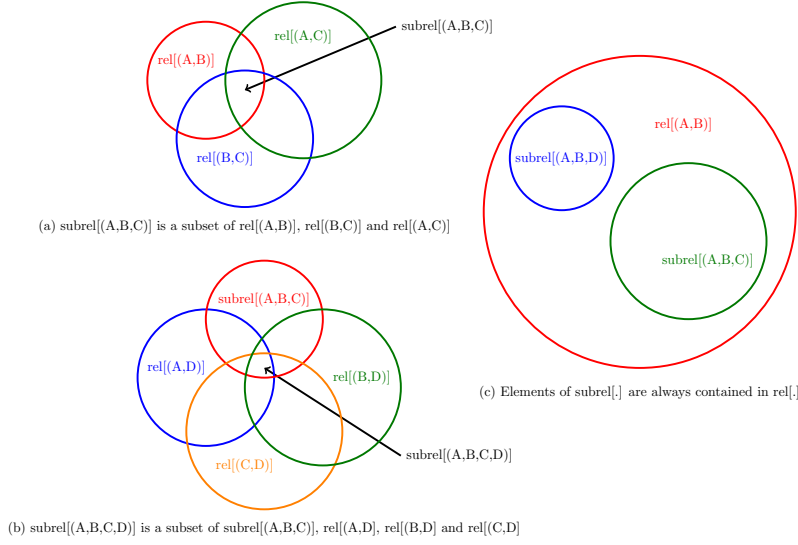 subrel[(A,B,C)]
rel[(A,C)]
rel[(A,B)]
rel[(B,C)]
(a) subrel[(A,B,C)] is a subset of rel[(A,B)], rel[(B,C)] and rel[(A,C)]
subrel[(A,B,C)]
rel[(A,D)]
rel[(B,D)]
rel[(C,D)]
subrel[(A,B,C,D)]
(b) subrel[(A,B,C,D)] is a subset of subrel[(A,B,C)], rel[(A,D], rel[(B,D] and rel[(C,D]
rel[(A,B)]
subrel[(A,B,D)]
subrel[(A,B,C)]
(c) Elements of subrel[.] are always contained in rel[.]